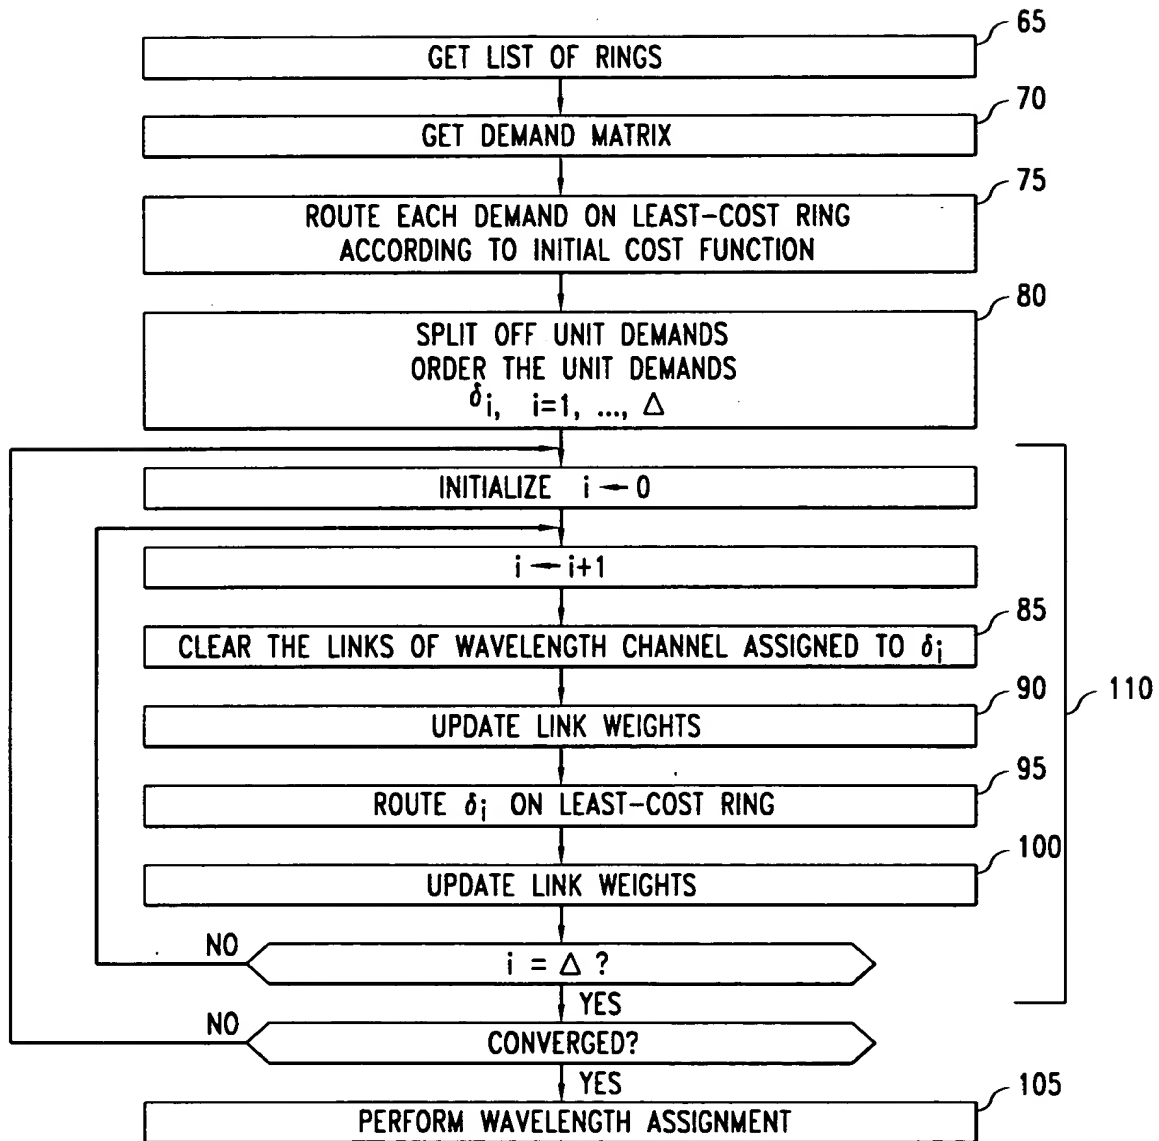 65
GET LIST OF RINGS
70
GET DEMAND MATRIX
75
ROUTE EACH DEMAND ON LEAST-COST RING
ACCORDING TO INITIAL COST FUNCTION
80
SPLIT OFF UNIT DEMANDS
ORDER THE UNIT DEMANDS
δi, i=1, ..., Δ
INITIALIZE i ← 0
i ← i+1
85
CLEAR THE LINKS OF WAVELENGTH CHANNEL ASSIGNED TO δi
90
UPDATE LINK WEIGHTS
110
95
ROUTE δi ON LEAST-COST RING
100
UPDATE LINK WEIGHTS
NO
i = Δ ?
YES
NO
CONVERGED?
YES
105
PERFORM WAVELENGTH ASSIGNMENT